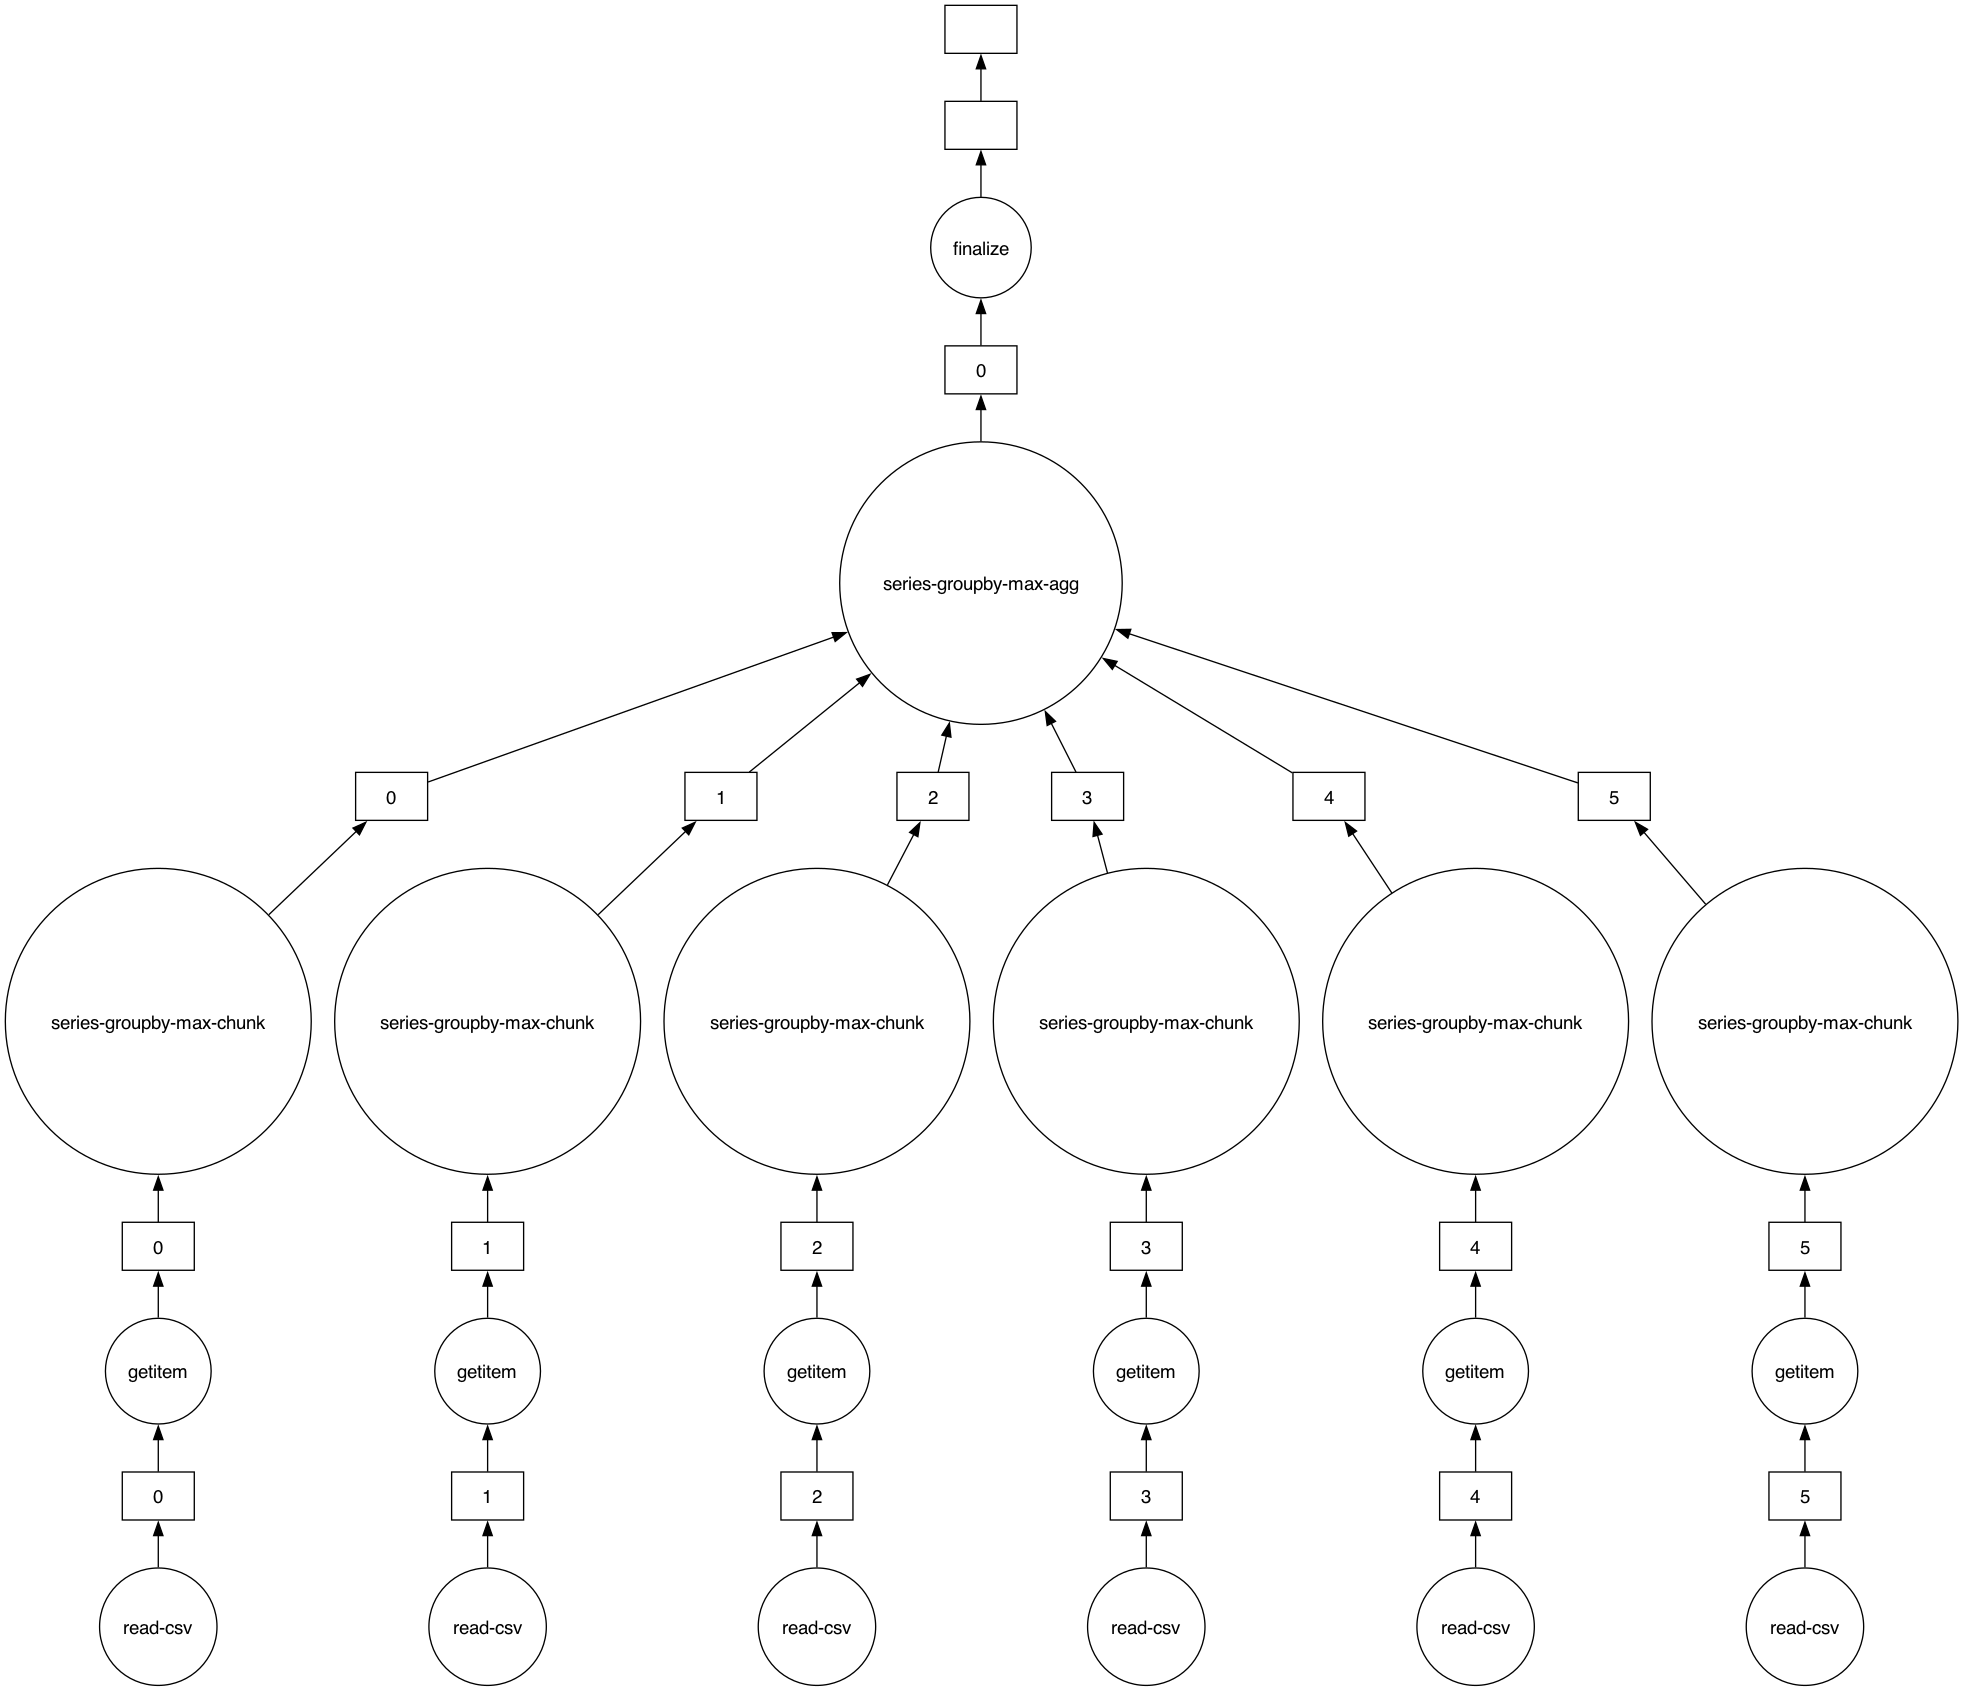 finalize
0
series-groupby-max-agg
0
1
2
3
4
5
series-groupby-max-chunk
series-groupby-max-chunk
series-groupby-max-chunk
series-groupby-max-chunk
series-groupby-max-chunk
series-groupby-max-chunk
0
1
2
3
4
5
getitem
getitem
getitem
getitem
getitem
getitem
0
1
2
3
4
5
read-csv
read-csv
read-csv
read-csv
read-csv
read-csv